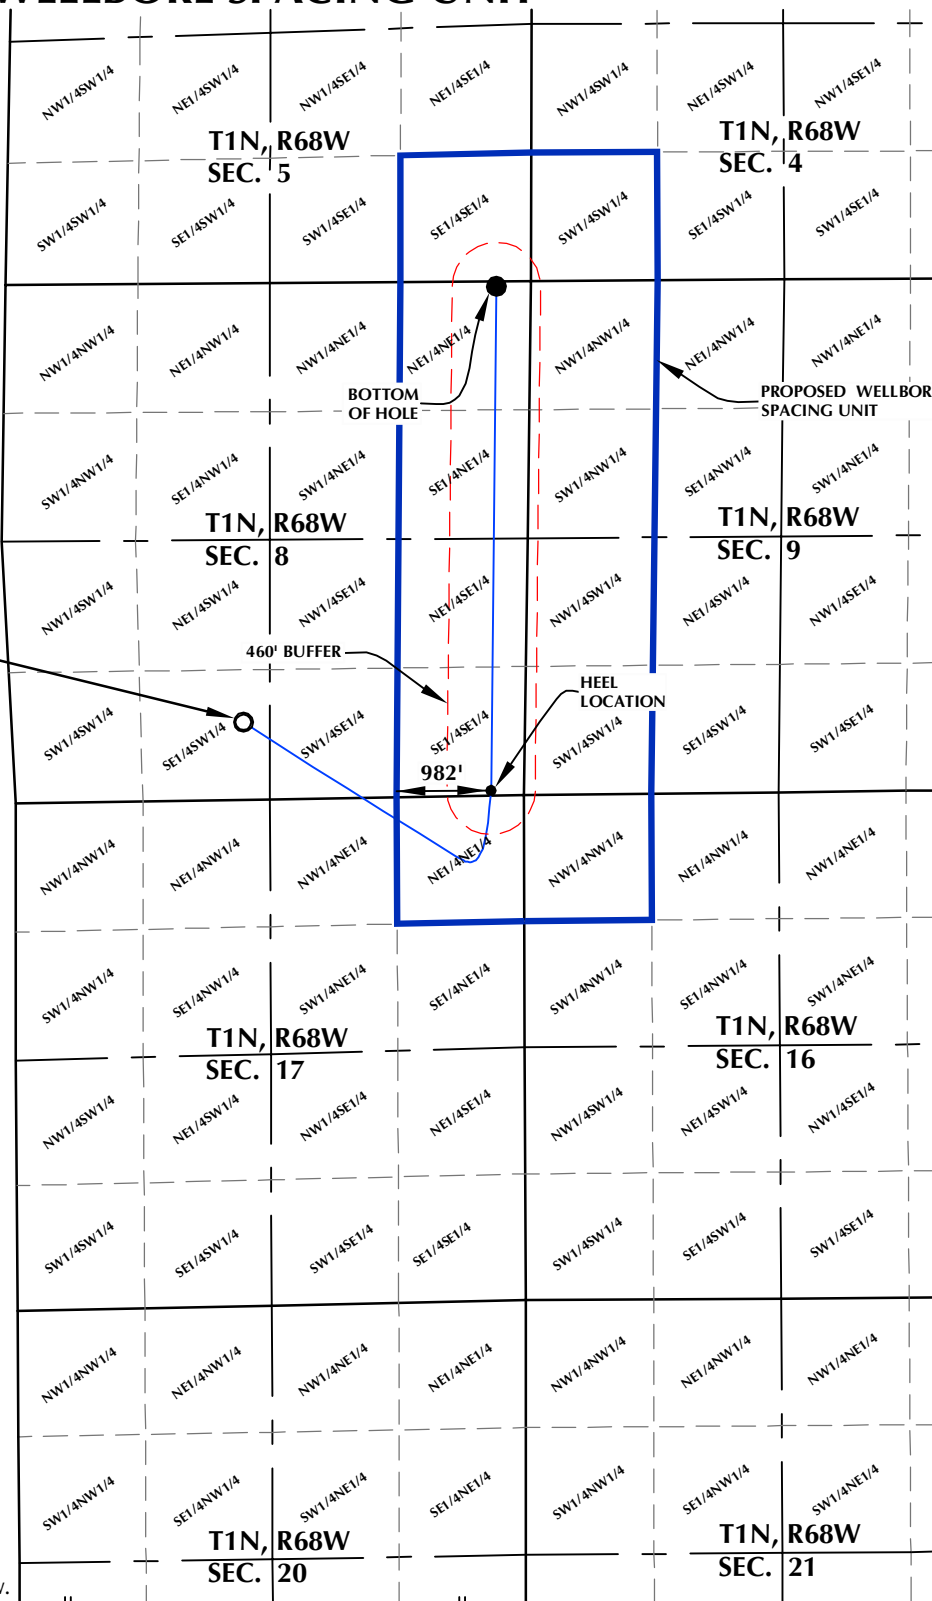 WELLBORE SPACING UNIT
NW1/4SW1/4 NE1/4SW1/4 NW1/4SE1/4 NE1/4SE1/4 NW1/4SW1/4 NE1/4SW1/4 NW1/4SE1/4
T1N, R68W
SEC. 5
T1N, R68W
SEC. 4
SW1/4SW1/4 SE1/4SW1/4 SW1/4SE1/4 SE1/4SE1/4 SW1/4SW1/4 SE1/4SW1/4 SW1/4SE1/4
NW1/4NW1/4 NE1/4NW1/4 NW1/4NE1/4 NE1/4NE1/4 NW1/4NW1/4 NE1/4NW1/4 NW1/4NE1/4
BOTTOM
OF HOLE
PROPOSED WELLBOR
SPACING UNIT
SW1/4NW1/4 SE1/4NW1/4 SW1/4NE1/4 SE1/4NE1/4 SW1/4NW1/4 SE1/4NW1/4 SW1/4NE1/4
T1N, R68W
SEC. 8
T1N, R68W
SEC. 9
NW1/4SW1/4 NE1/4SW1/4 NW1/4SE1/4 NE1/4SE1/4 NW1/4SW1/4 NE1/4SW1/4 NW1/4SE1/4
460' BUFFER
HEEL
LOCATION
SW1/4SW1/4 SE1/4SW1/4 SW1/4SE1/4 SE1/4SE1/4 SW1/4SW1/4 SE1/4SW1/4 SW1/4SE1/4
982'
NW1/4NW1/4 NE1/4NW1/4 NW1/4NE1/4 NE1/4NE1/4 NW1/4NW1/4 NE1/4NW1/4 NW1/4NE1/4
SW1/4NW1/4 SE1/4NW1/4 SW1/4NE1/4 SE1/4NE1/4 SW1/4NW1/4 SE1/4NW1/4 SW1/4NE1/4
T1N, R68W
SEC. 17
T1N, R68W
SEC. 16
NW1/4SW1/4 NE1/4SW1/4 NW1/4SE1/4 NE1/4SE1/4 NW1/4SW1/4 NE1/4SW1/4 NW1/4SE1/4
SW1/4SW1/4 SE1/4SW1/4 SW1/4SE1/4 SE1/4SE1/4 SW1/4SW1/4 SE1/4SW1/4 SW1/4SE1/4
NW1/4NW1/4 NE1/4NW1/4 NW1/4NE1/4 NE1/4NE1/4 NW1/4NW1/4 NE1/4NW1/4 NW1/4NE1/4
SW1/4NW1/4 SE1/4NW1/4 SW1/4NE1/4 SE1/4NE1/4 SW1/4NW1/4 SE1/4NW1/4 SW1/4NE1/4
T1N, R68W
SEC. 20
T1N, R68W
SEC. 21